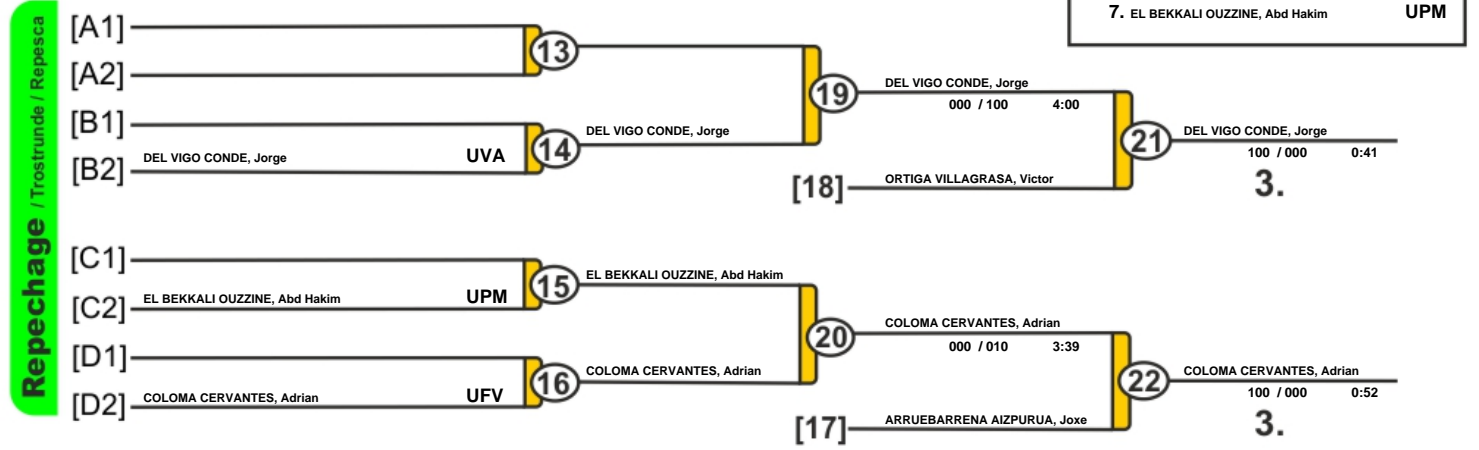 7. EL BEKKALI OUZZINE, Abd Hakim UPM
Repechage / Trostrunde / Repesca
[A1]
13
[A2]
19
DEL VIGO CONDE, Jorge
000 / 100 4:00
[B1]
14
DEL VIGO CONDE, Jorge
21
DEL VIGO CONDE, Jorge
100 / 000 0:41
3.
[B2] DEL VIGO CONDE, Jorge UVA
[18] ORTIGA VILLAGRASA, Victor
[C1]
15
EL BEKKALI OUZZINE, Abd Hakim
[C2] EL BEKKALI OUZZINE, Abd Hakim UPM
20
COLOMA CERVANTES, Adrian
000 / 010 3:39
[D1]
16
COLOMA CERVANTES, Adrian
22
COLOMA CERVANTES, Adrian
100 / 000 0:52
3.
[D2] COLOMA CERVANTES, Adrian UFV
[17] ARRUEBARRENA AIZPURUA, Joxe